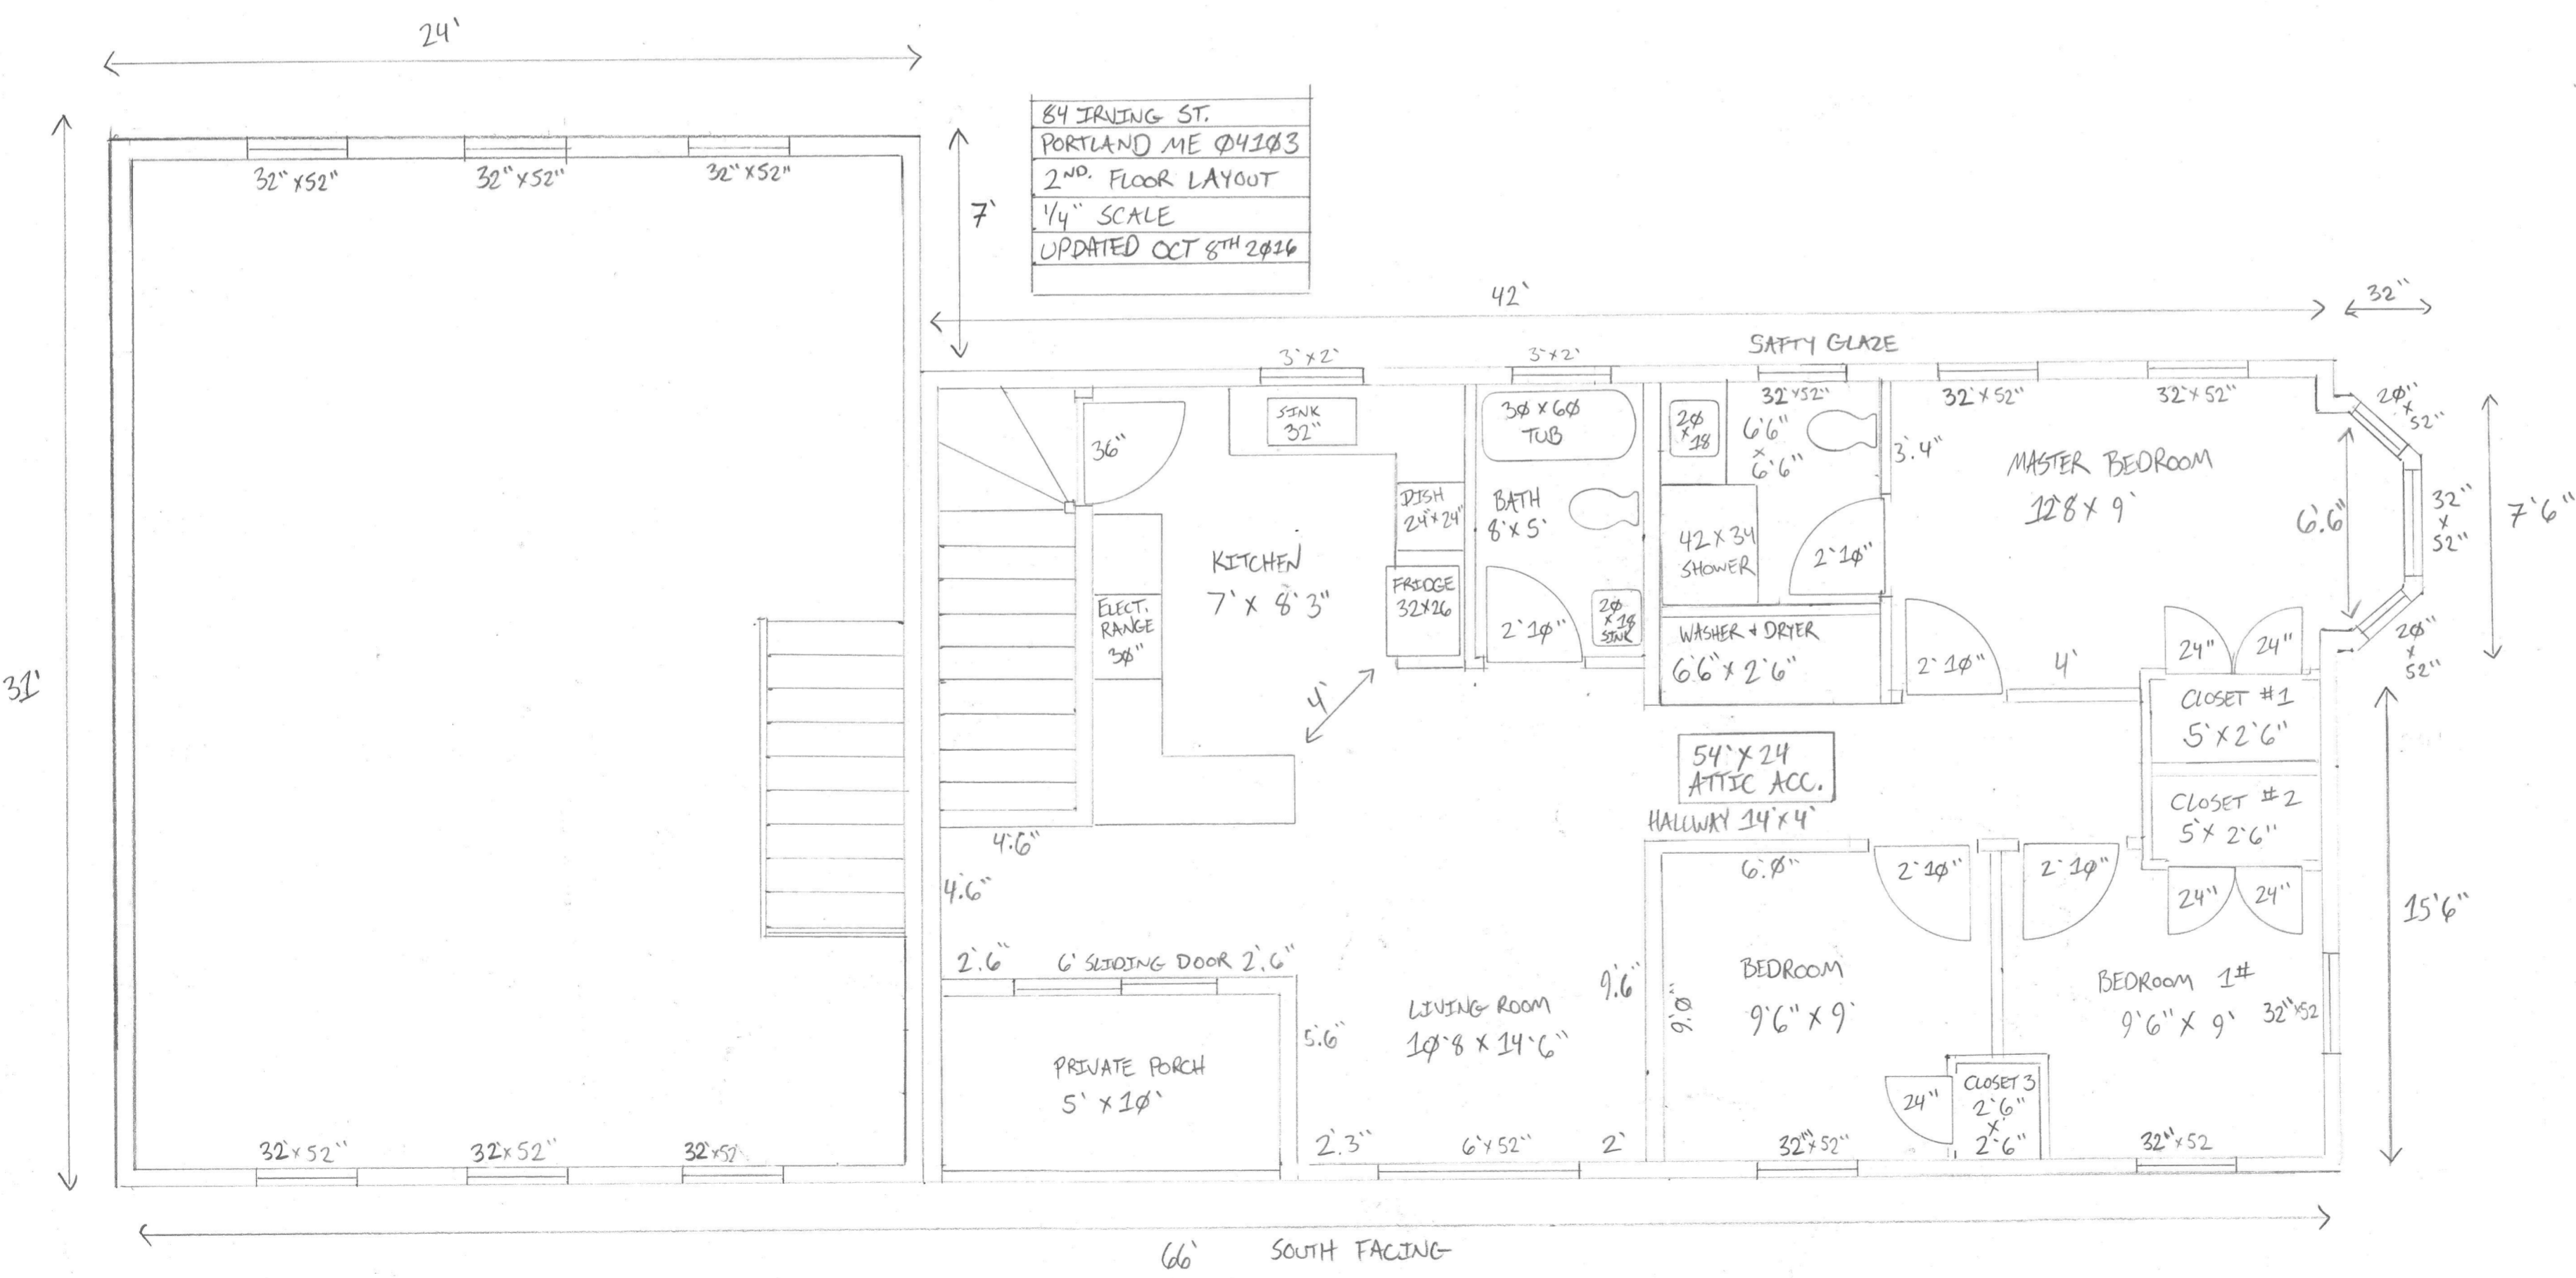 24'
84 IRVING ST.
PORTLAND ME Ø41Ø3
2ND. FLOOR LAYOUT
1/4" SCALE
UPDATED OCT 8TH 2Ø16
32"x52"
32"x52"
32"x52"
7'
31'
42'
32"
SAFTY GLAZE
3'x2'
3'x2'
32"x52"
32'x52"
32'x52"
2Ø"
x
52"
SINK
32"
36"
3Ø x 6Ø
TUB
2Ø
x
18
6'6"
x
6'6"
3'.4"
MASTER BEDROOM
12'8 x 9'
6'.6"
32"
x
52"
7'6"
DISH
24"x24"
BATH
8'x5'
42 x 34
SHOWER
2'1Ø"
KITCHEN
7' x 8'3"
FRIDGE
32x26
ELECT.
RANGE
3Ø"
2'1Ø"
2Ø
x 18
SINK
WASHER + DRYER
6'6" x 2'6"
2'1Ø"
4'
24"
24"
2Ø"
x
52"
4'
CLOSET #1
5'x2'6"
54'x24
ATTIC ACC.
HALLWAY 14'x4'
CLOSET #2
5'x 2'6"
4'.6"
4'.6"
6'.Ø"
2'1Ø"
2'1Ø"
24"
24"
15'6"
2'.6"
6' SLIDING DOOR
2'.6"
9'.6"
9'.Ø"
BEDROOM
9'6" x 9'
BEDROOM 1#
9'6" x 9'
32"x52
LIVING ROOM
1Ø'8 x 14'6"
5'.6"
PRIVATE PORCH
5' x 1Ø'
24"
CLOSET 3
2'6"
x
2'6"
32'x52"
32'x52"
32'x52
2'.3"
6'x52"
2'
32"x52"
32"x52
66'
SOUTH FACING